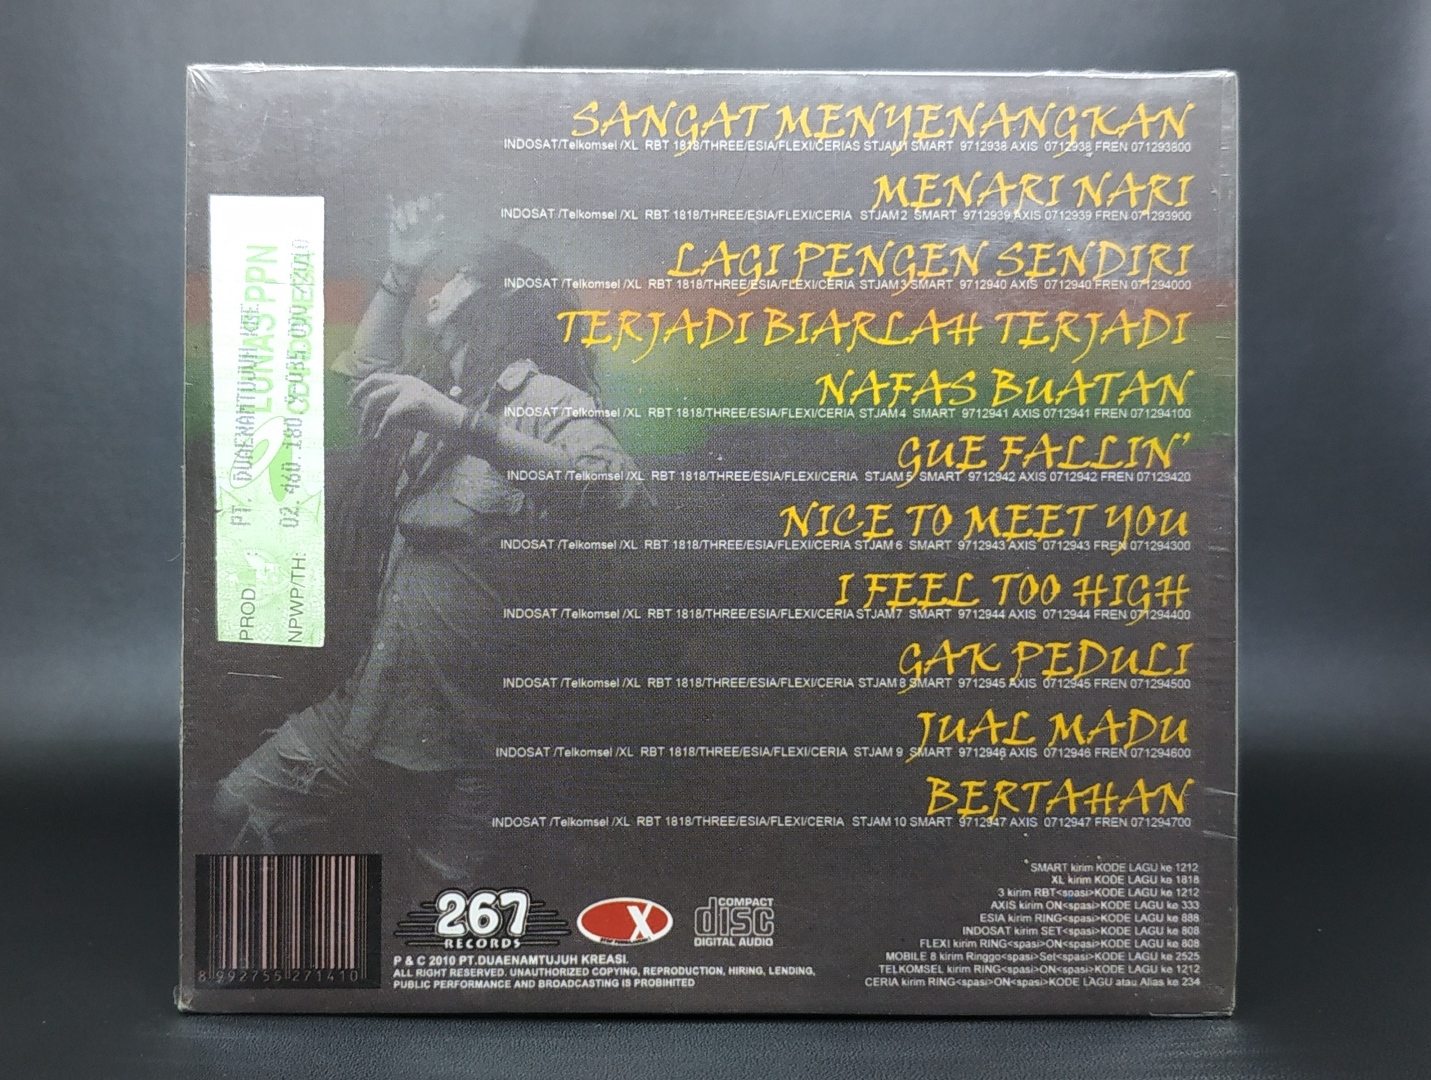 SANGAT MENYENANGKAN
INDOSAT/Telkomsel /XL RBT 1818/THREE/ESIA/FLEXI/CERIAS STJAM1 SMART 9712938 AXIS 0712938 FREN 071293800
MENARI NARI
INDOSAT /Telkomsel /XL RBT 1818/THREE/ESIA/FLEXI/CERIA STJAM2 SMART 9712939 AXIS 0712939 FREN 071293900
LAGI PENGEN SENDIRI
INDOSAT /Telkomsel /XL RBT 1818/THREE/ESIA/FLEXI/CERIA STJAM3 SMART 9712940 AXIS 0712940 FREN 071294000
TERJADI BIARLAH TERJADI
NAFAS BUATAN
INDOSAT /Telkomsel /XL RBT 1818/THREE/ESIA/FLEXI/CERIA STJAM4 SMART 9712941 AXIS 0712941 FREN 071294100
GUE FALLIN'
INDOSAT /Telkomsel /XL RBT 1818/THREE/ESIA/FLEXI/CERIA STJAM5 SMART 9712942 AXIS 0712942 FREN 07129420
NICE TO MEET YOU
INDOSAT /Telkomsel /XL RBT 1818/THREE/ESIA/FLEXI/CERIA STJAM6 SMART 9712943 AXIS 0712943 FREN 071294300
I FEEL TOO HIGH
INDOSAT /Telkomsel /XL RBT 1818/THREE/ESIA/FLEXI/CERIA STJAM7 SMART 9712944 AXIS 0712944 FREN 071294400
GAK PEDULI
INDOSAT /Telkomsel /XL RBT 1818/THREE/ESIA/FLEXI/CERIA STJAM8 SMART 9712945 AXIS 0712945 FREN 071294500
JUAL MADU
INDOSAT /Telkomsel /XL RBT 1818/THREE/ESIA/FLEXI/CERIA STJAM 9 SMART 9712946 AXIS 0712946 FREN 071294600
BERTAHAN
INDOSAT /Telkomsel /XL RBT 1818/THREE/ESIA/FLEXI/CERIA STJAM 10 SMART 9712947 AXIS 0712947 FREN 071294700
PROD. PT. DUAENAMTUJUH KRE
LUNAS PPN
NPWP/TH: 02.460.180
8 992755 271410
267
RECORDS
X
COMPACT
disc
DIGITAL AUDIO
P & C 2010 PT.DUAENAMTUJUH KREASI.
ALL RIGHT RESERVED. UNAUTHORIZED COPYING, REPRODUCTION, HIRING, LENDING,
PUBLIC PERFORMANCE AND BROADCASTING IS PROBIHITED
SMART kirim KODE LAGU ke 1212
XL kirim KODE LAGU ke 1818
3 kirim RBT<spasi>KODE LAGU ke 1212
AXIS kirim ON<spasi>KODE LAGU ke 333
ESIA kirim RING<spasi>KODE LAGU ke 888
INDOSAT kirim SET<spasi>KODE LAGU ke 808
FLEXI kirim RING<spasi>ON<spasi>KODE LAGU ke 808
MOBILE 8 kirim Ringgo<spasi>Set<spasi>KODE LAGU ke 2525
TELKOMSEL kirim RING<spasi>ON<spasi>KODE LAGU ke 1212
CERIA kirim RING<spasi>ON<spasi>KODE LAGU atau Alias ke 234